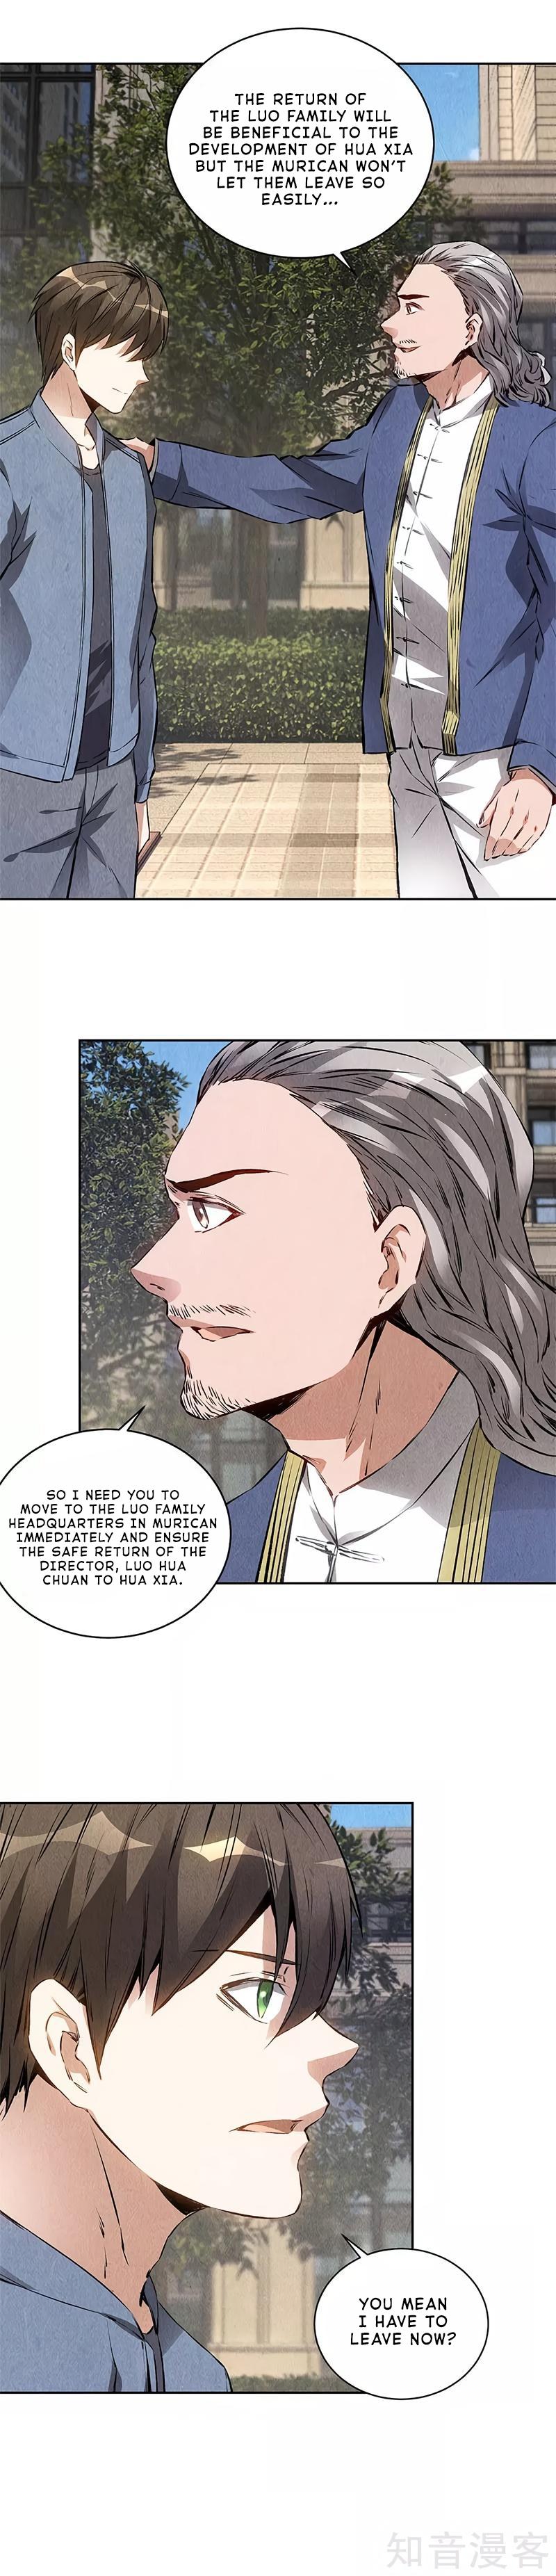 THE RETURN OF
THE LUO FAMILY WILL
BE BENEFICIAL TO THE
DEVELOPMENT OF HUA XIA
BUT THE MURICAN WON'T
LET THEM LEAVE SO
EASILY...
SO I NEED YOU TO
MOVE TO THE LUO FAMILY
HEADQUARTERS IN MURICAN
IMMEDIATELY AND ENSURE
THE SAFE RETURN OF THE
DIRECTOR, LUO HUA
CHUAN TO HUA XIA.
YOU MEAN
I HAVE TO
LEAVE NOW?
知音漫客